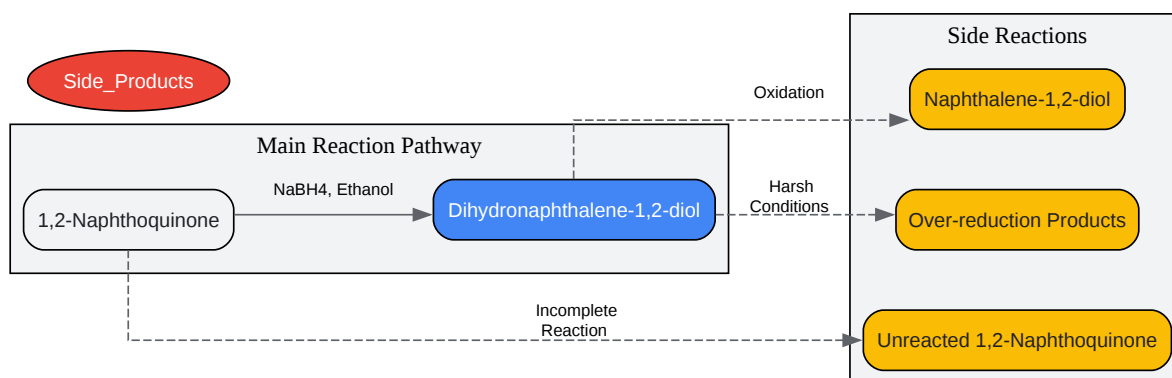 Side Reactions
Side_Products
Naphthalene-1,2-diol
Oxidation
Main Reaction Pathway
1,2-Naphthoquinone
NaBH4, Ethanol
Dihydronaphthalene-1,2-diol
Harsh
Conditions
Over-reduction Products
Incomplete
Reaction
Unreacted 1,2-Naphthoquinone